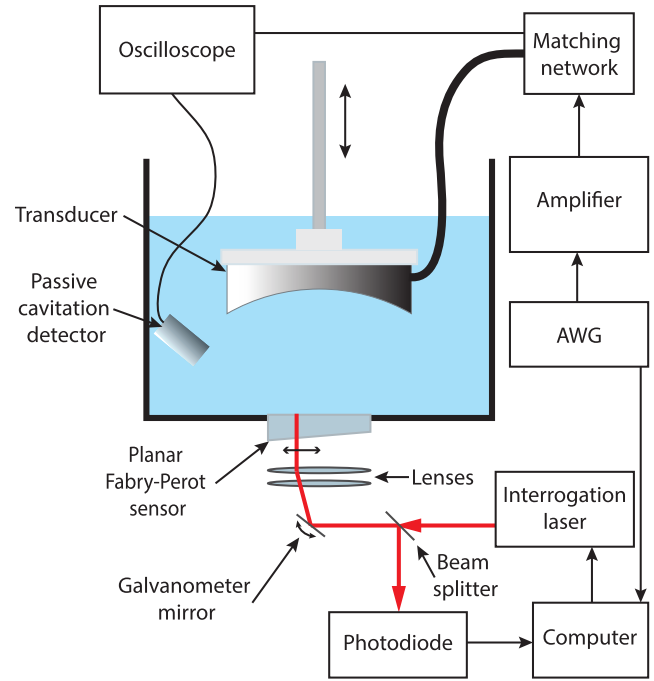 Oscilloscope
Matching
network
Amplifier
Transducer
Passive
cavitation
detector
AWG
Planar
Fabry-Perot
sensor
Lenses
Interrogation
laser
Galvanometer
mirror
Beam
splitter
Photodiode
Computer